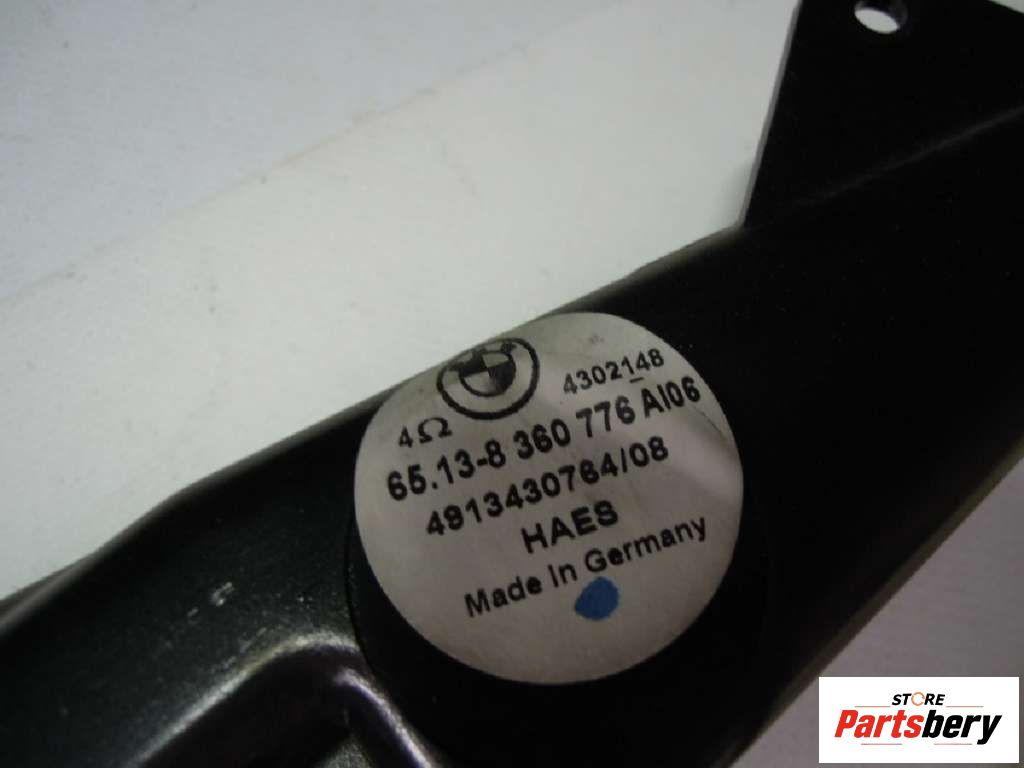 4302148
4Ω
65.13-8 360 776 AI06
4913430764/08
HAES
Made In Germany
STORE
Partsbery